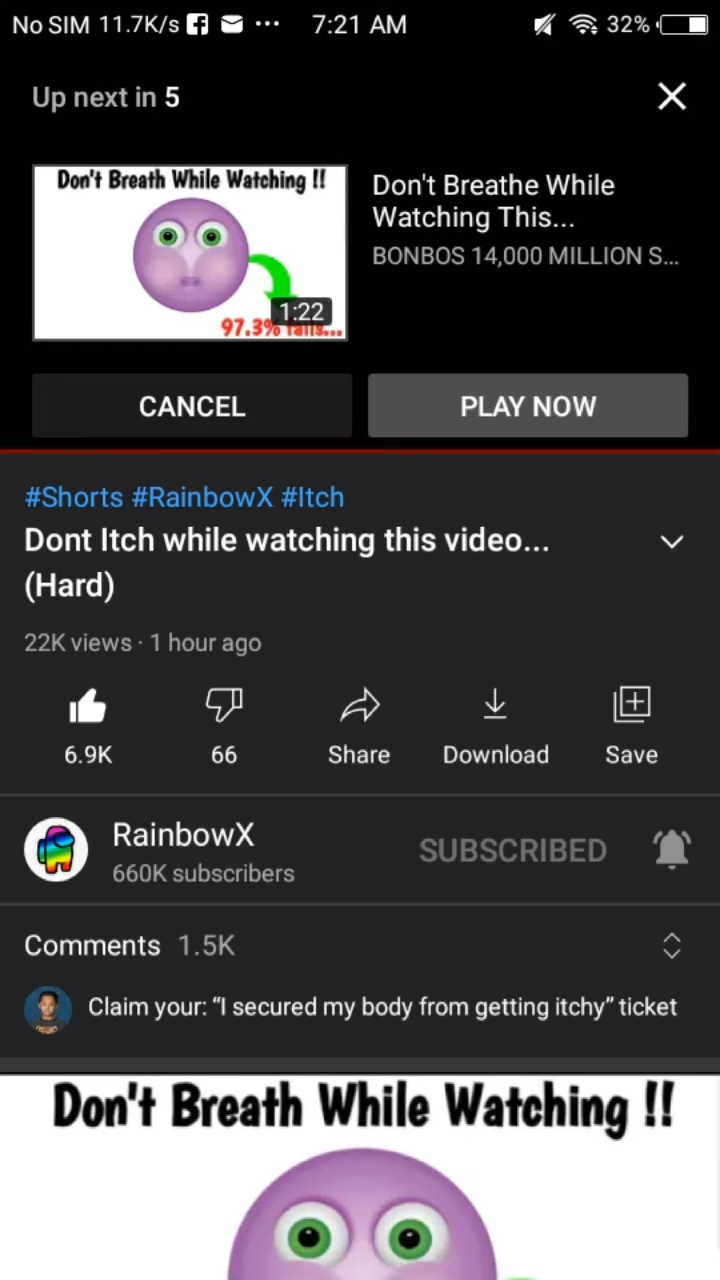 No SIM 11.7K/s ... 7:21 AM 32%
Up next in 5
Don't Breath While Watching !!
1:22
97.3% fails...
Don't Breathe While
Watching This...
BONBOS 14,000 MILLION S...
CANCEL
PLAY NOW
#Shorts #RainbowX #Itch
Dont Itch while watching this video...
(Hard)
22K views · 1 hour ago
6.9K 66 Share Download Save
RainbowX
660K subscribers
SUBSCRIBED
Comments 1.5K
Claim your: “I secured my body from getting itchy” ticket
Don't Breath While Watching !!